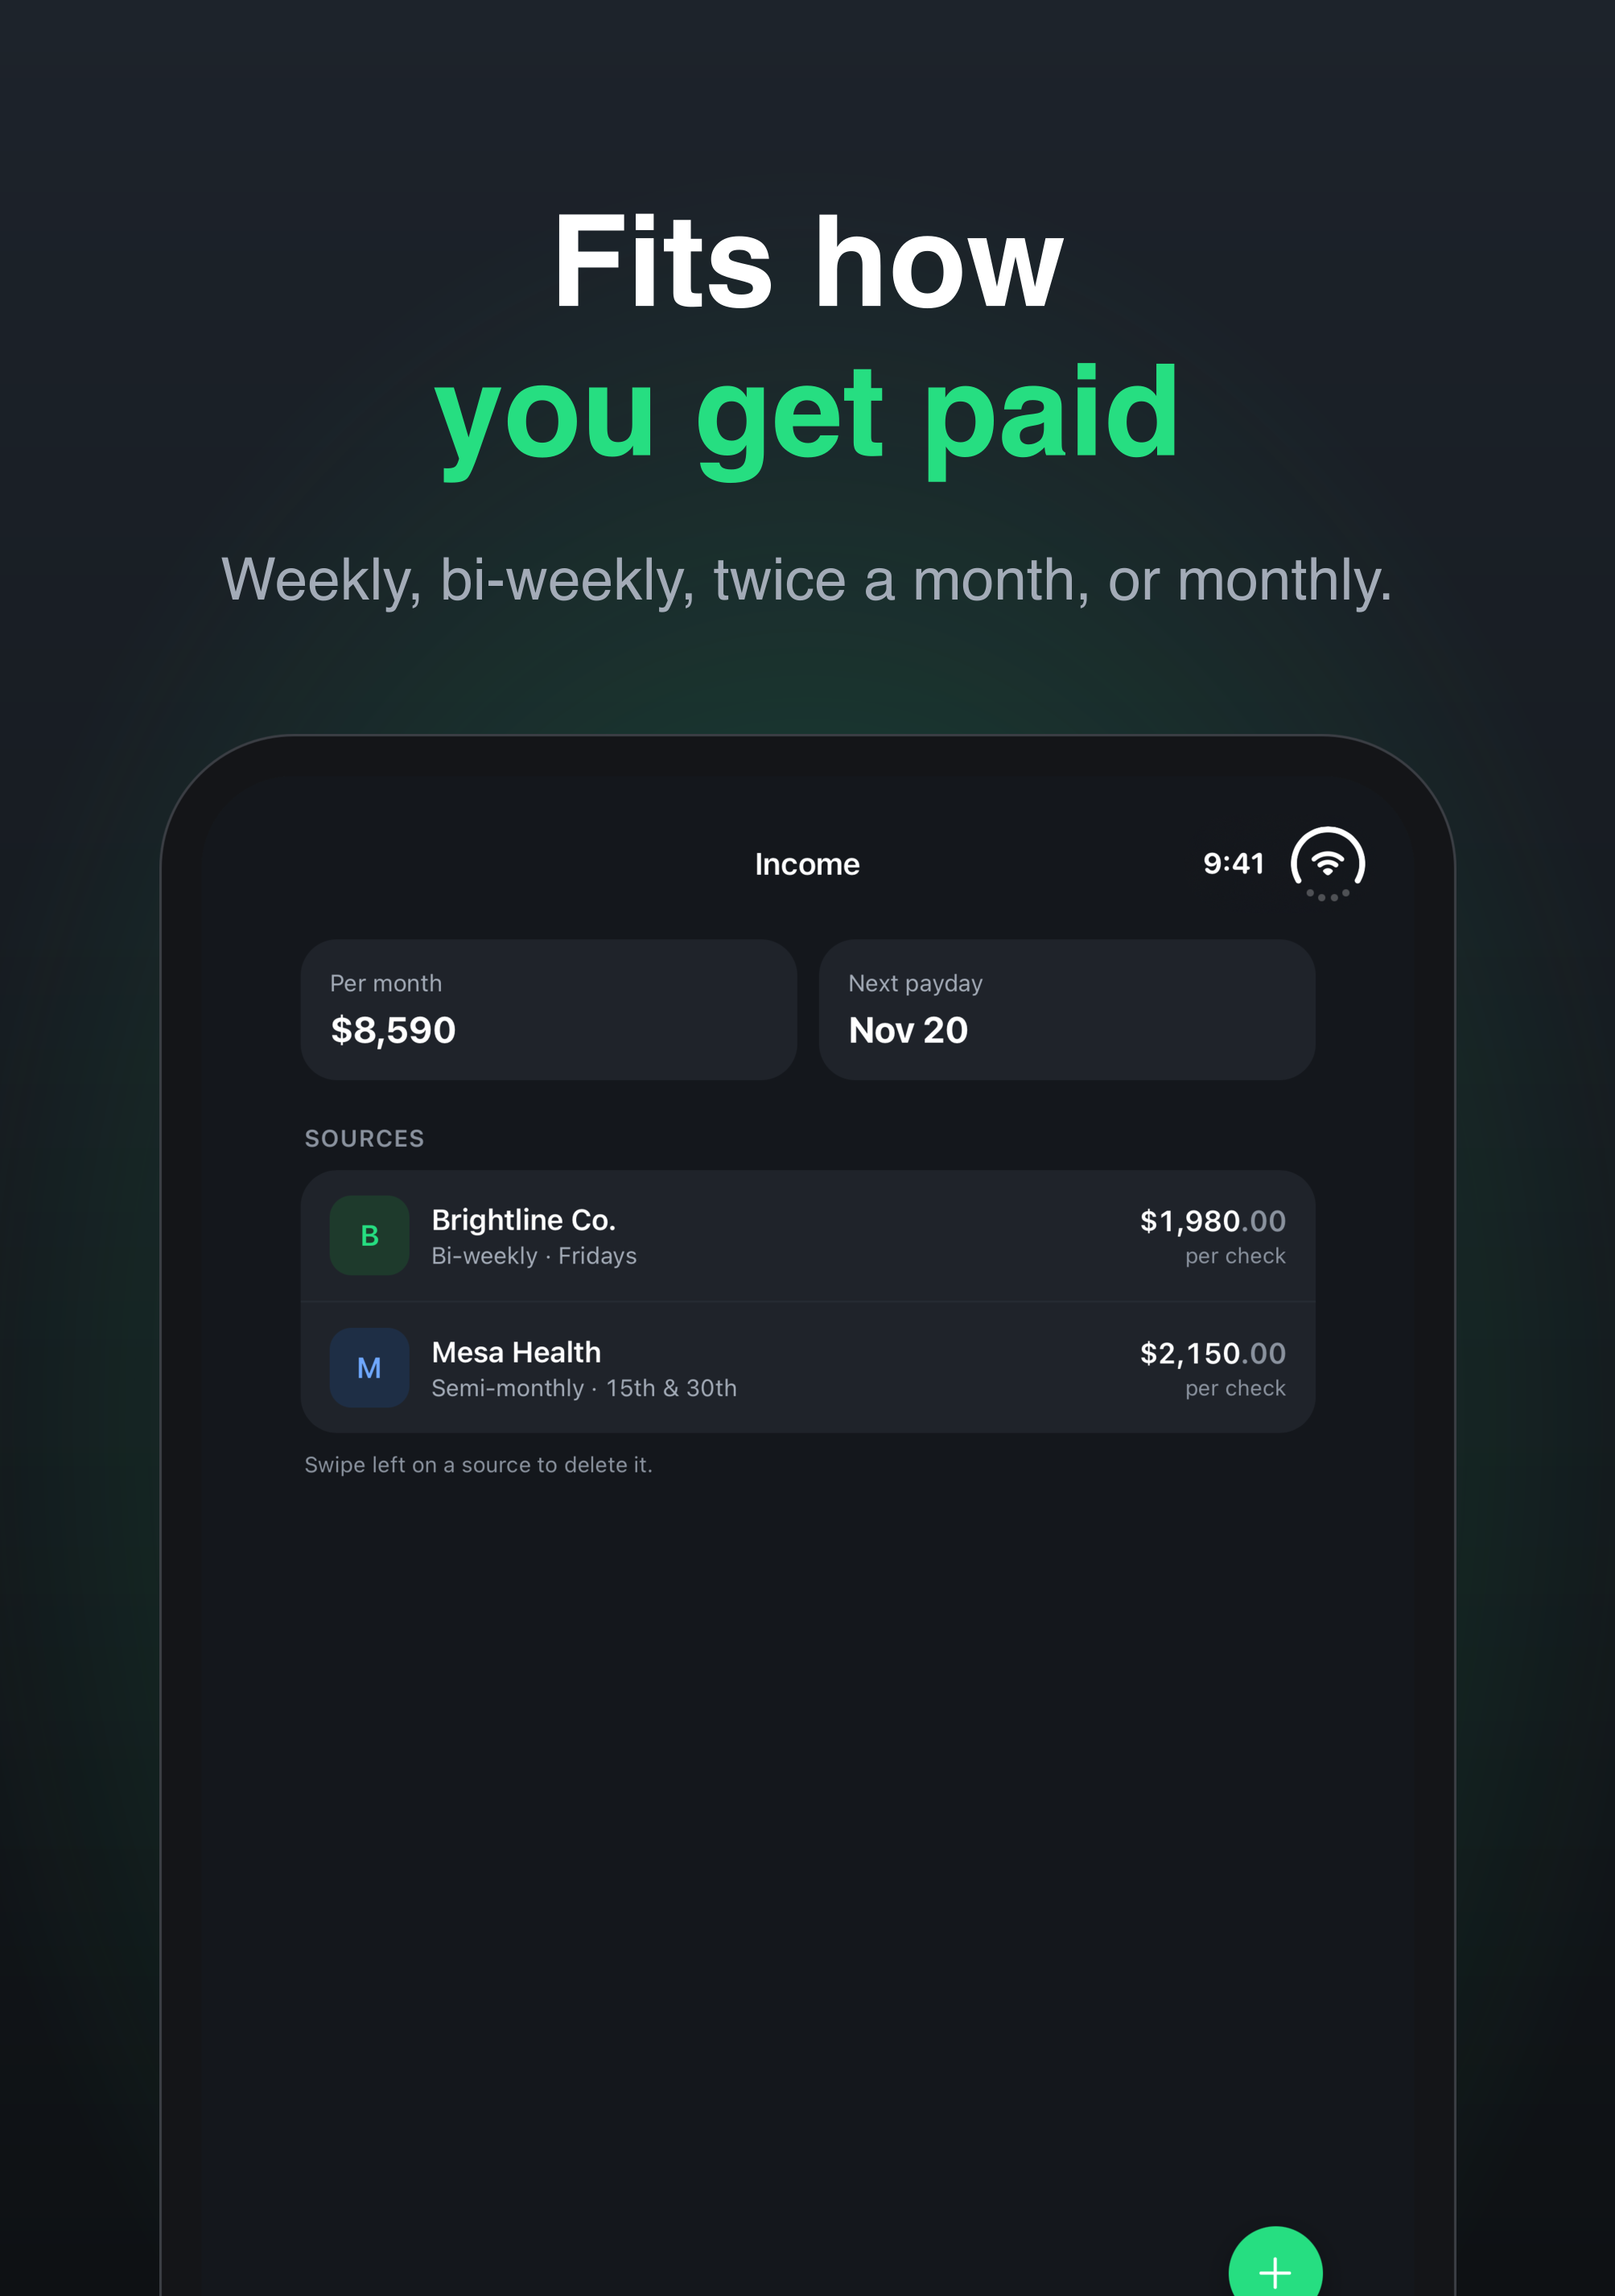 Fits how
you get paid
Weekly, bi-weekly, twice a month, or monthly.
Income
9:41
Per month
$8,590
Next payday
Nov 20
SOURCES
B
Brightline Co.
Bi-weekly · Fridays
$1,980.00
per check
M
Mesa Health
Semi-monthly · 15th & 30th
$2,150.00
per check
Swipe left on a source to delete it.